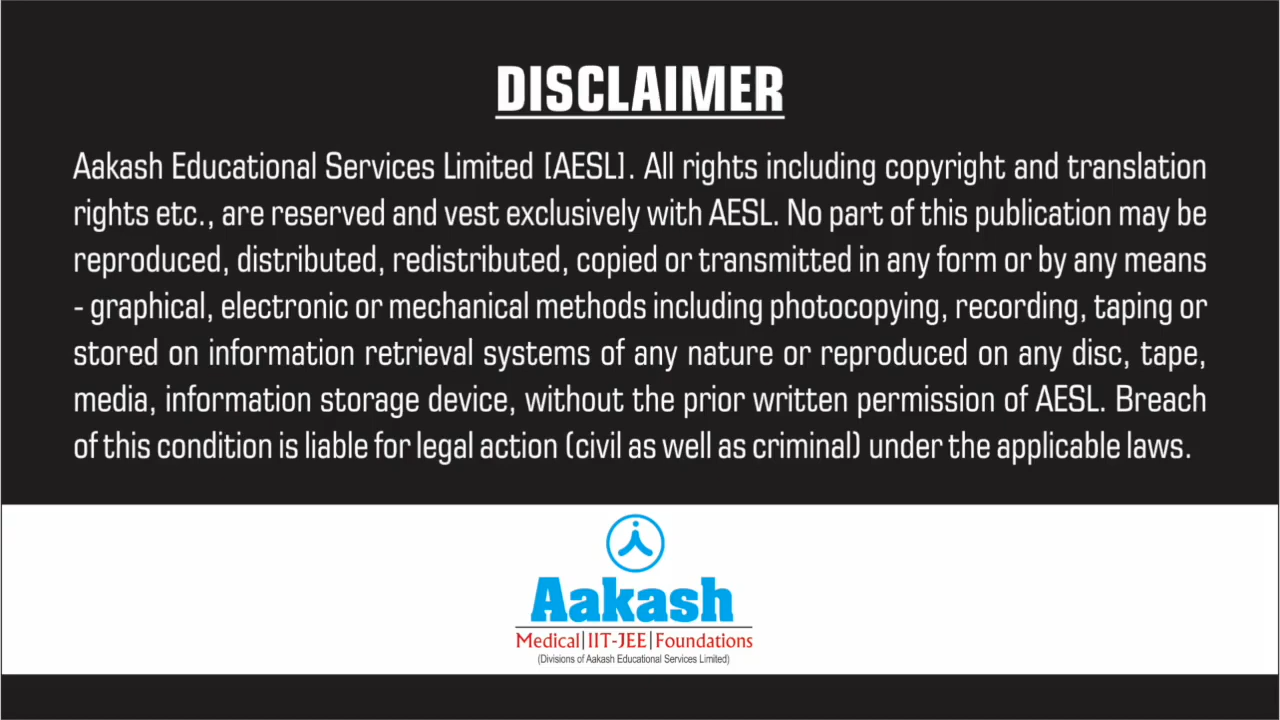 DISCLAIMER
Aakash Educational Services Limited [AESL]. All rights including copyright and translation
rights etc., are reserved and vest exclusively with AESL. No part of this publication may be
reproduced, distributed, redistributed, copied or transmitted in any form or by any means
- graphical, electronic or mechanical methods including photocopying, recording, taping or
stored on information retrieval systems of any nature or reproduced on any disc, tape,
media, information storage device, without the prior written permission of AESL. Breach
of this condition is liable for legal action (civil as well as criminal) under the applicable laws.
Aakash
Medical|IIT-JEE|Foundations
(Divisions of Aakash Educational Services Limited)